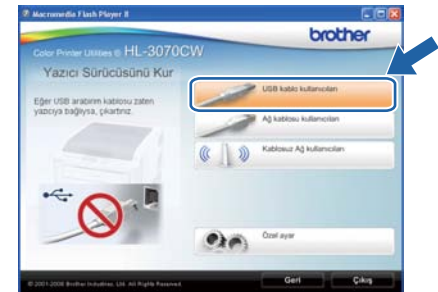 Macromedia Flash Player 8
brother
Color Printer Utilities HL-3070CW
Yazıcı Sürücüsünü Kur
Eğer USB arabirim kablosu zaten
yazıcıya bağlıysa, çıkartınız.
USB kablo kullanıcıları
Ağ kablosu kullanıcıları
Kablosuz Ağ kullanıcıları
Özel ayar
© 2001-2008 Brother Industries, Ltd. All Rights Reserved.
Geri
Çıkış